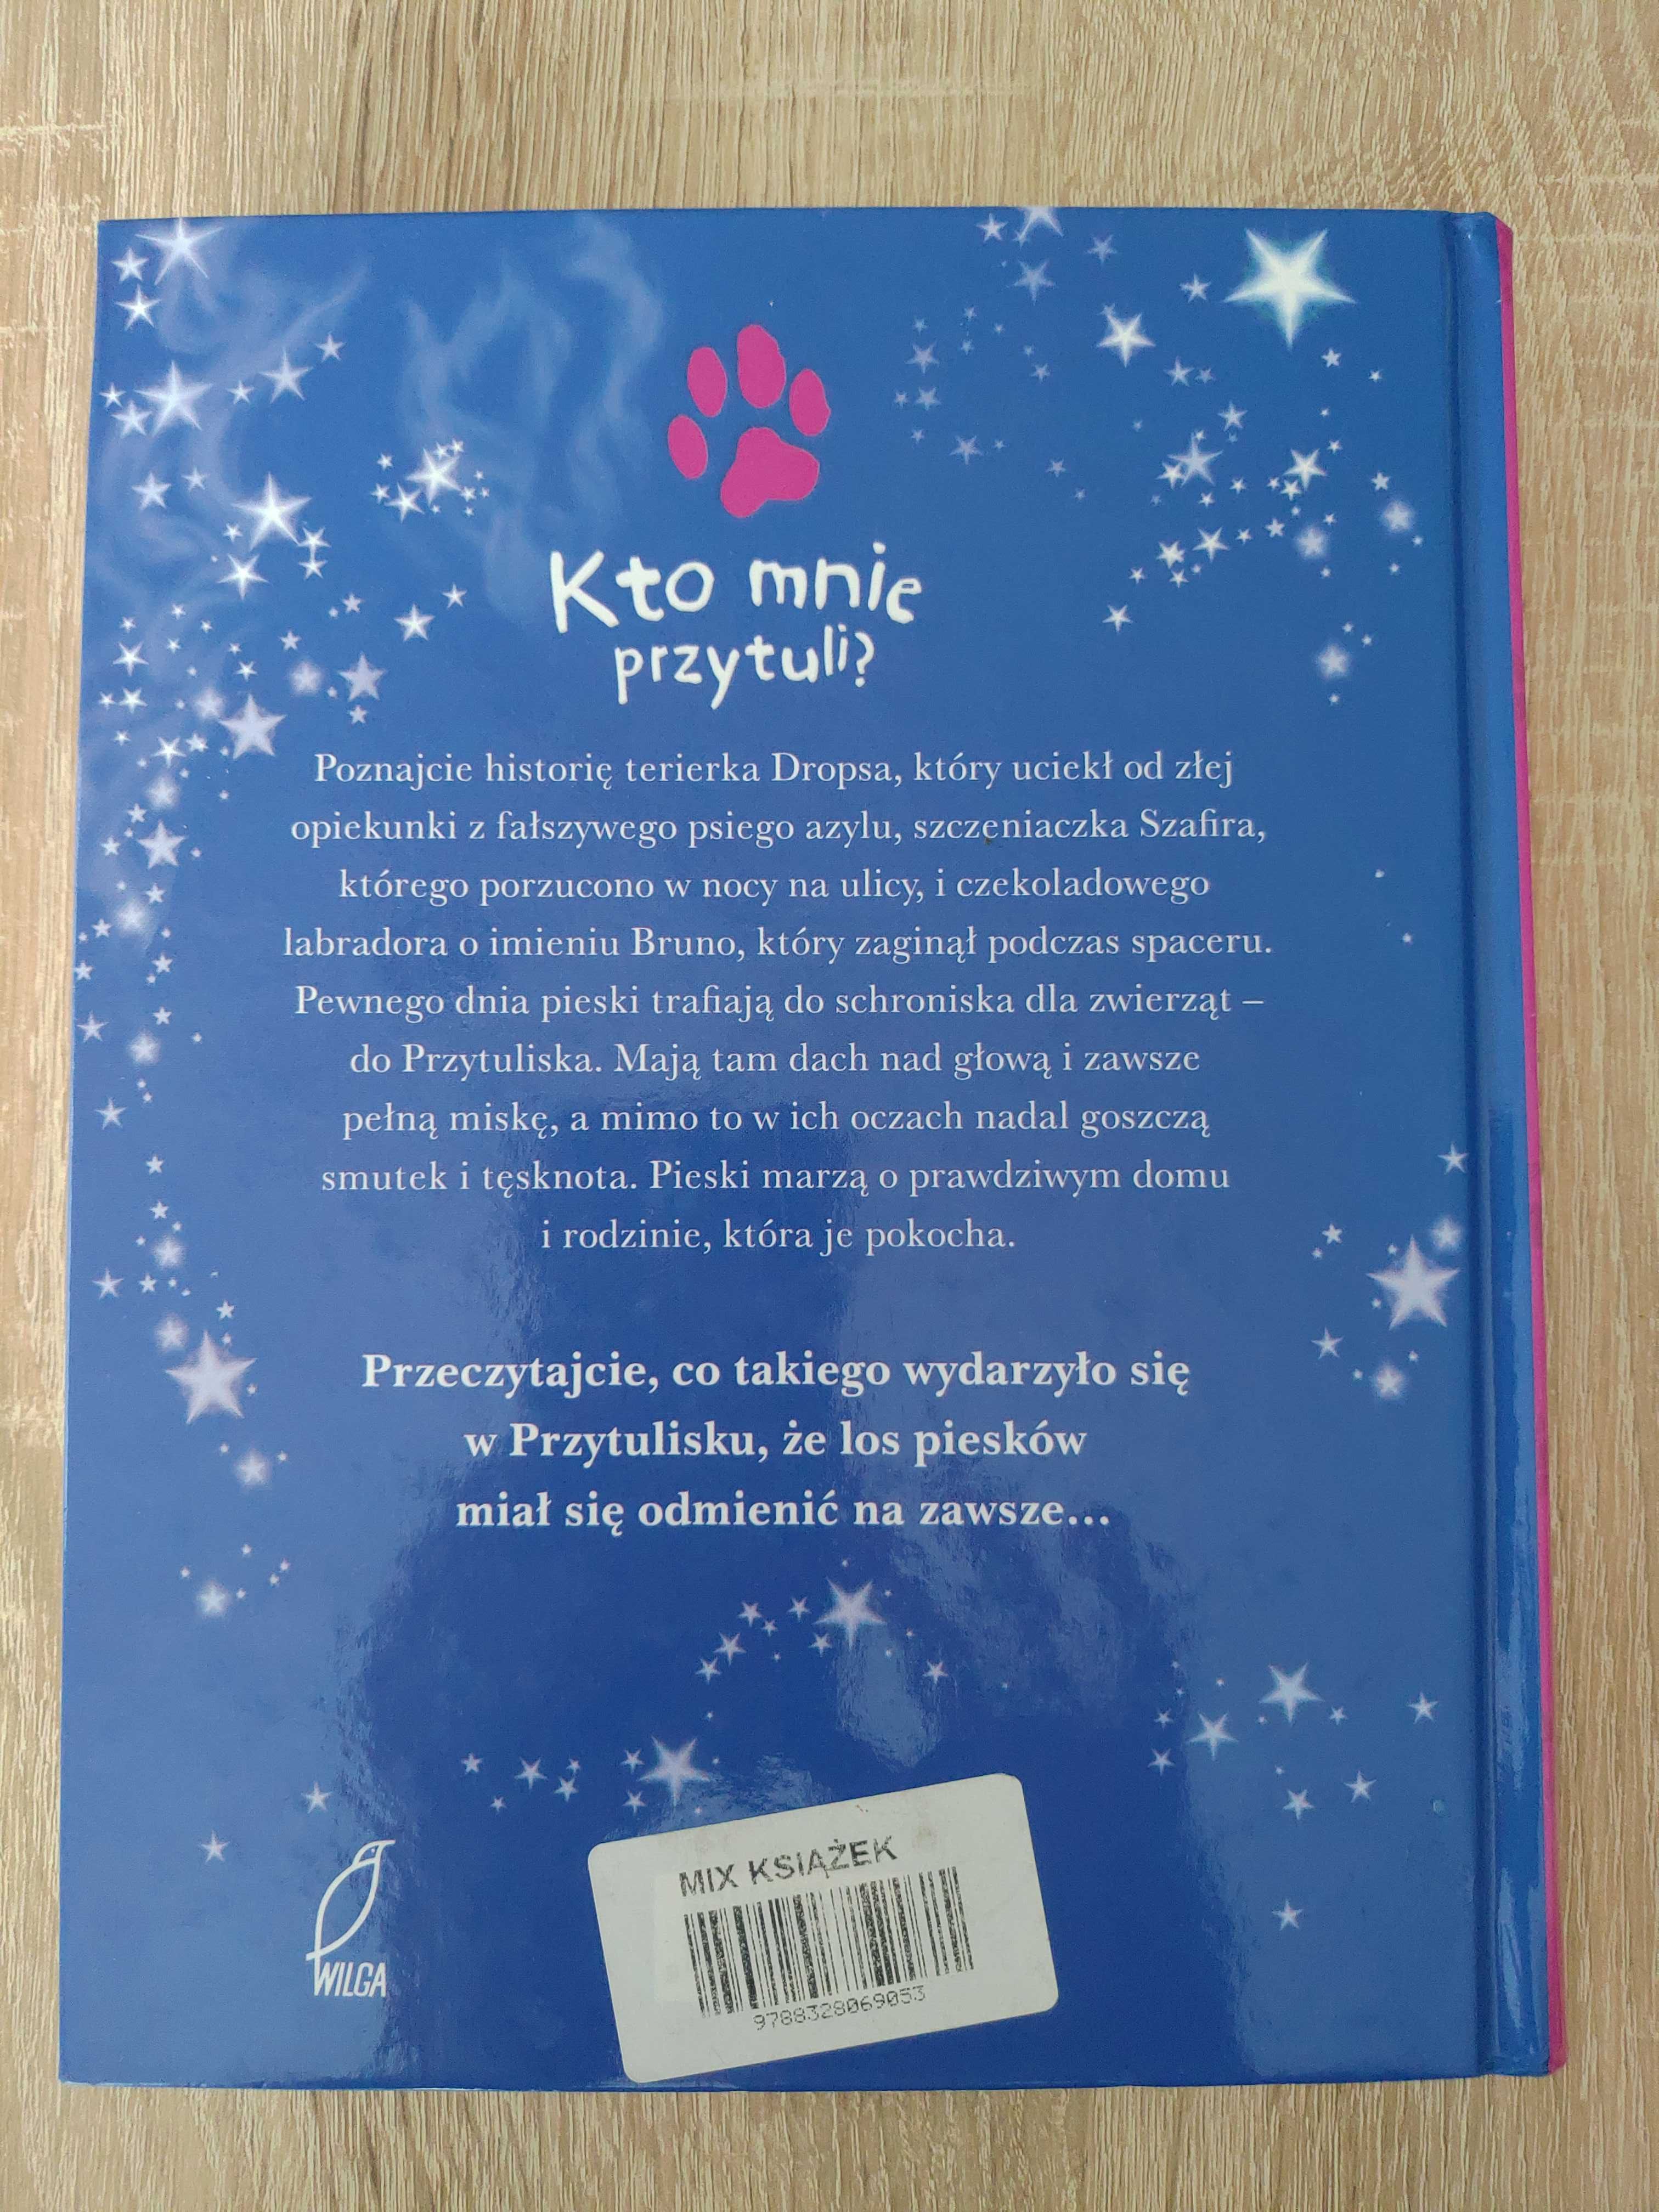 Kto mnie
przytuli?
Poznajcie historię terierka Dropsa, który uciekł od złej
opiekunki z fałszywego psiego azylu, szczeniaczka Szafira,
którego porzucono w nocy na ulicy, i czekoladowego
labradora o imieniu Bruno, który zaginął podczas spaceru.
Pewnego dnia pieski trafiają do schroniska dla zwierząt –
do Przytuliska. Mają tam dach nad głową i zawsze
pełną miskę, a mimo to w ich oczach nadal goszczą
smutek i tęsknota. Pieski marzą o prawdziwym domu
i rodzinie, która je pokocha.
Przeczytajcie, co takiego wydarzyło się
w Przytulisku, że los piesków
miał się odmienić na zawsze...
WILGA
MIX KSIĄŻEK
9788328069053